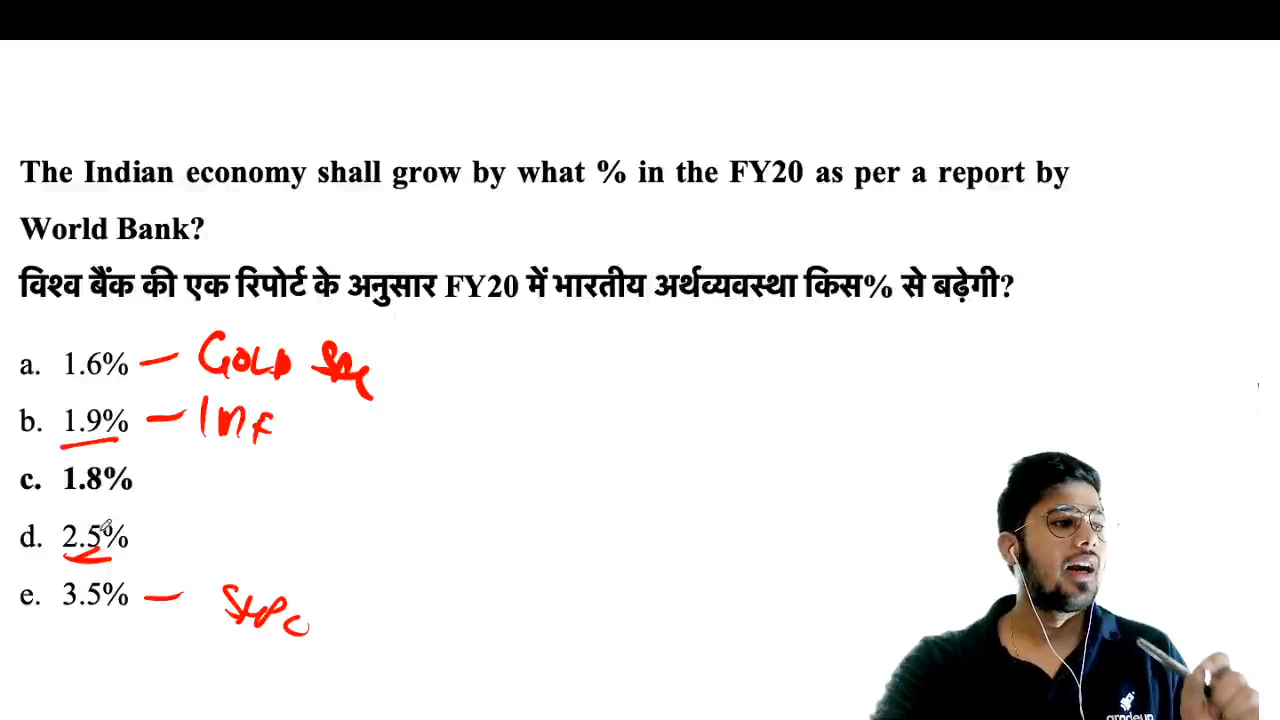 The Indian economy shall grow by what % in the FY20 as per a report by
World Bank?
विश्व बैंक की एक रिपोर्ट के अनुसार FY20 में भारतीय अर्थव्यवस्था किस% से बढ़ेगी?
a. 1.6% — GOLD
b. 1.9% —
c. 1.8%
d. 2.5%
e. 3.5% —
gradeup